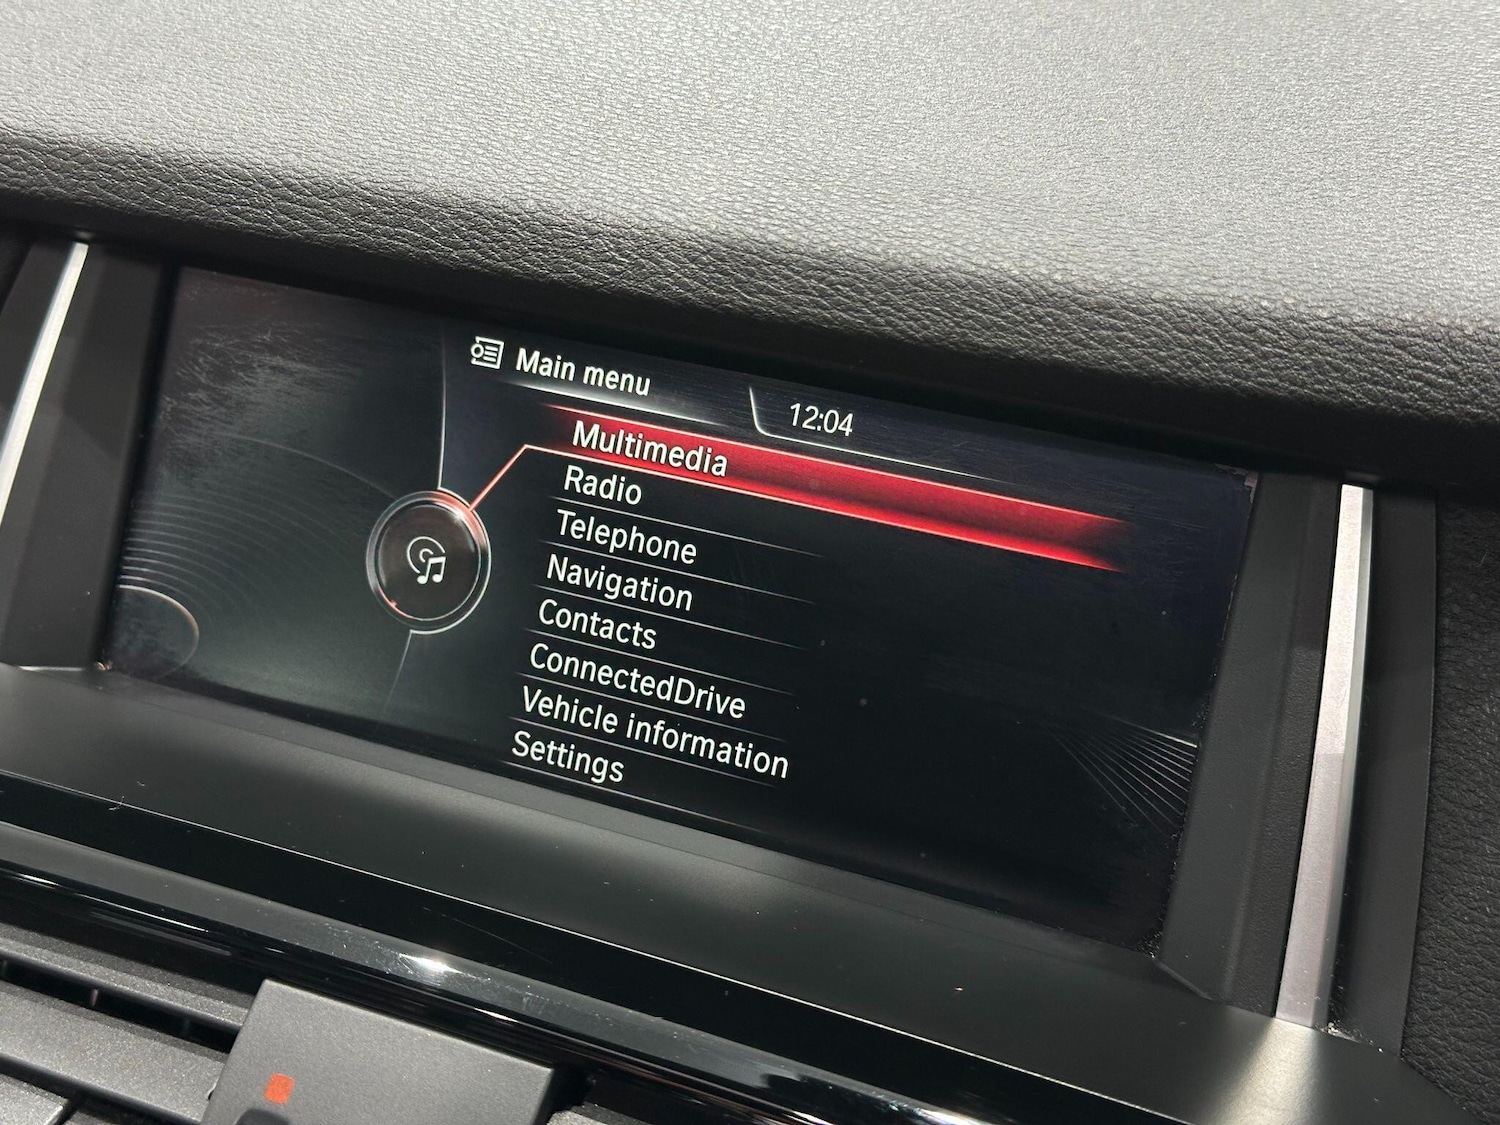 Main menu
12:04
Multimedia
Radio
Telephone
Navigation
Contacts
ConnectedDrive
Vehicle information
Settings